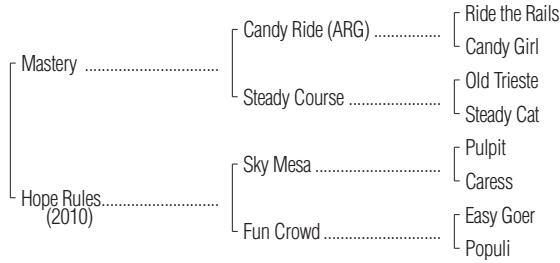 Ride the Rails
Candy Ride (ARG) ................
Candy Girl
Mastery ..................................
Old Trieste
Steady Course .......................
Steady Cat
Pulpit
Sky Mesa ...............................
Caress
Hope Rules.............................
(2010)
Easy Goer
Fun Crowd .............................
Populi